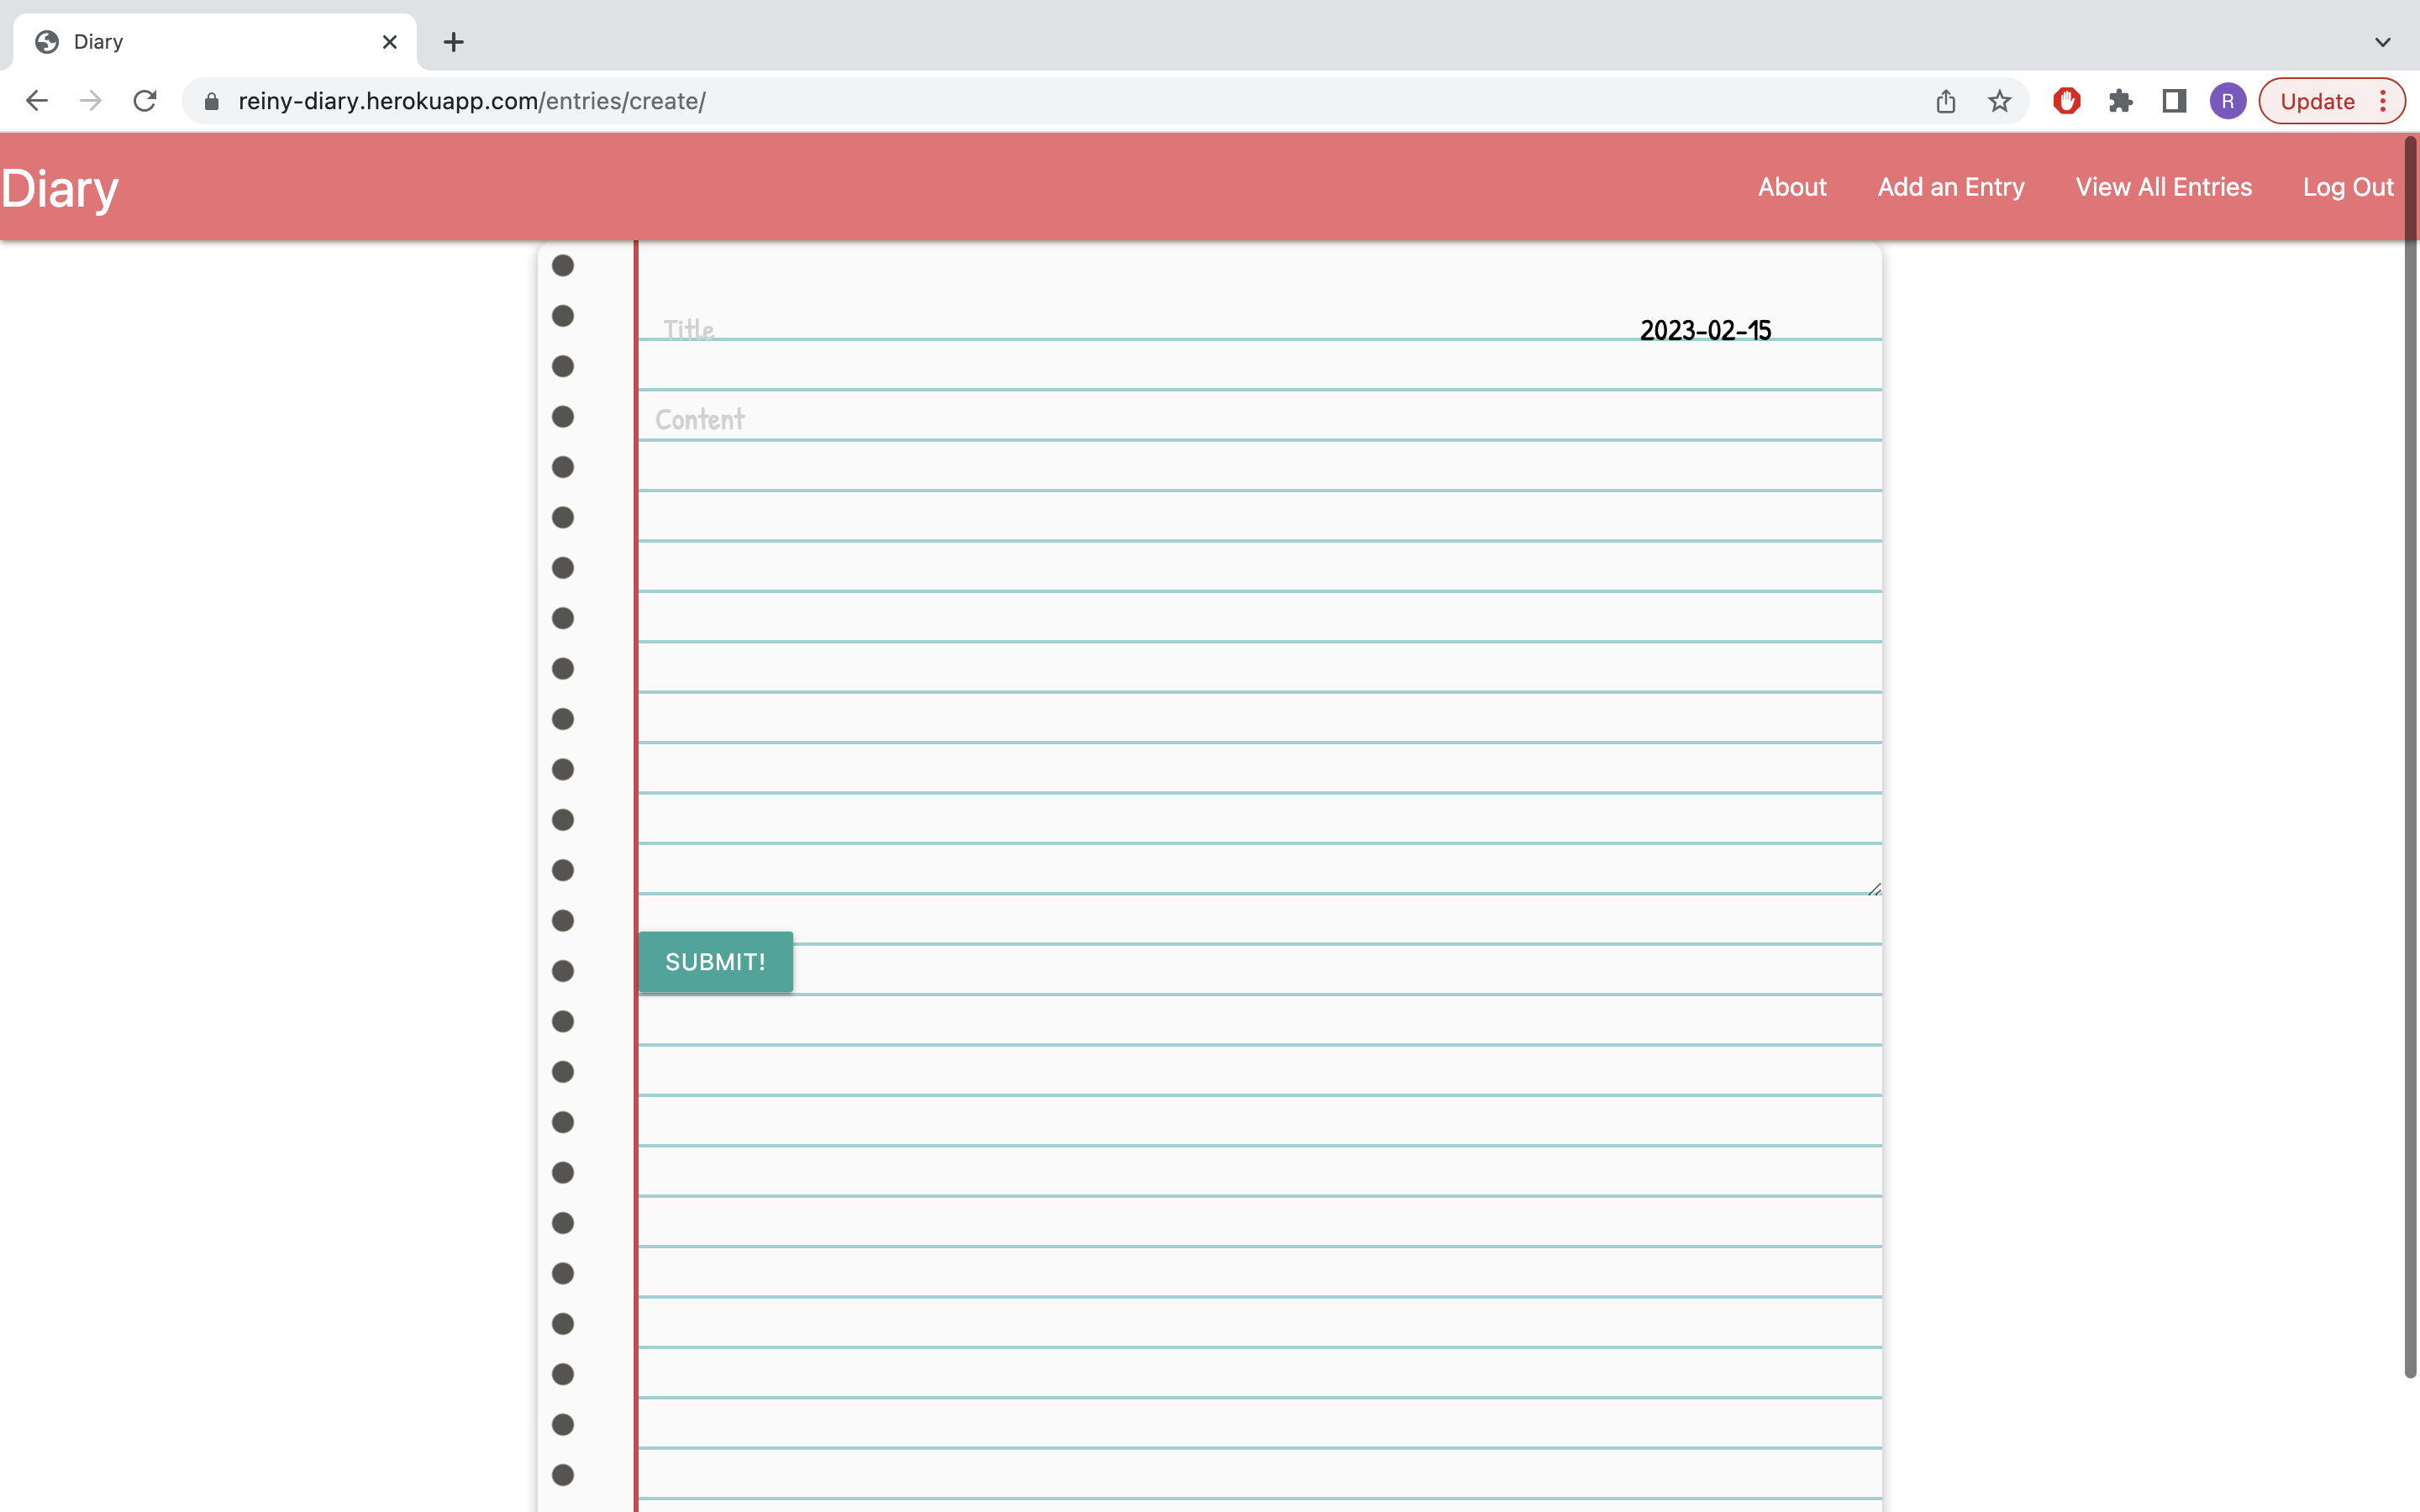 Diary
reiny-diary.herokuapp.com/entries/create/
R
Update
Diary
About Add an Entry View All Entries Log Out
Title 2023-02-15
Content
SUBMIT!